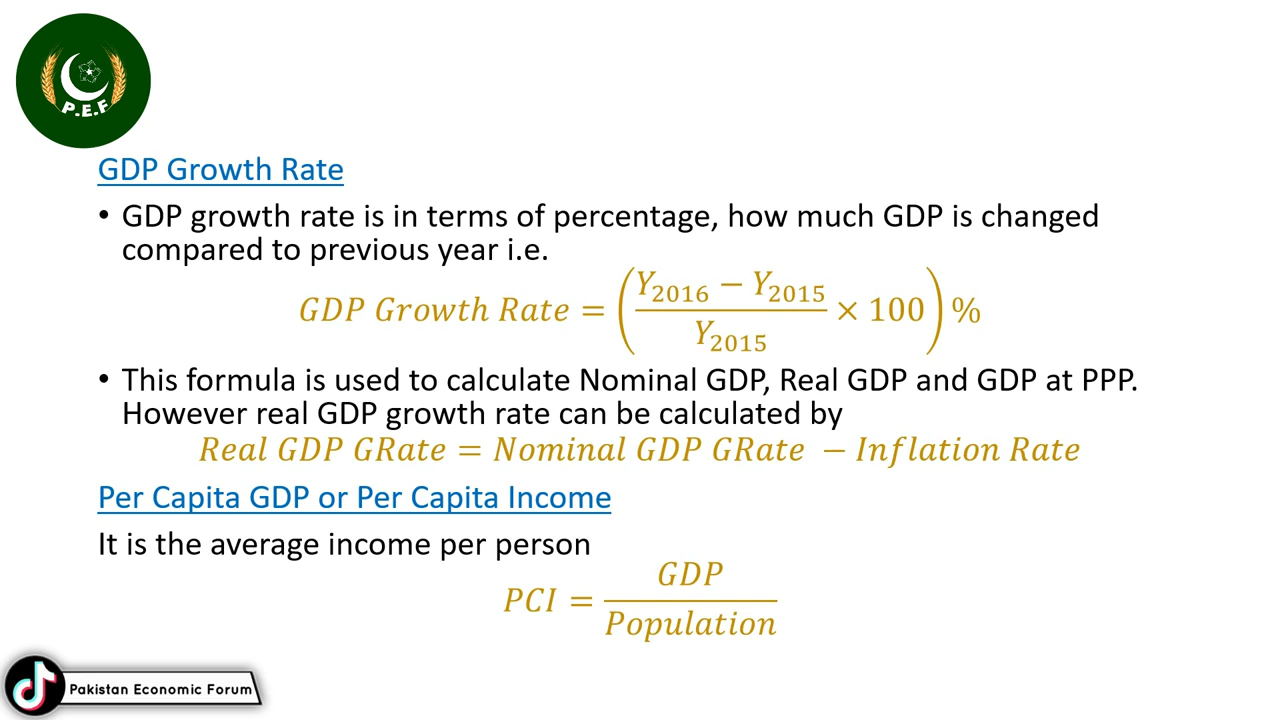 P.E.F
GDP Growth Rate
• GDP growth rate is in terms of percentage, how much GDP is changed
compared to previous year i.e.
GDP Growth Rate = (Y₂₀₁₆ − Y₂₀₁₅ / Y₂₀₁₅ × 100) %
• This formula is used to calculate Nominal GDP, Real GDP and GDP at PPP.
However real GDP growth rate can be calculated by
Real GDP GRate = Nominal GDP GRate − Inflation Rate
Per Capita GDP or Per Capita Income
It is the average income per person
PCI = GDP / Population
Pakistan Economic Forum